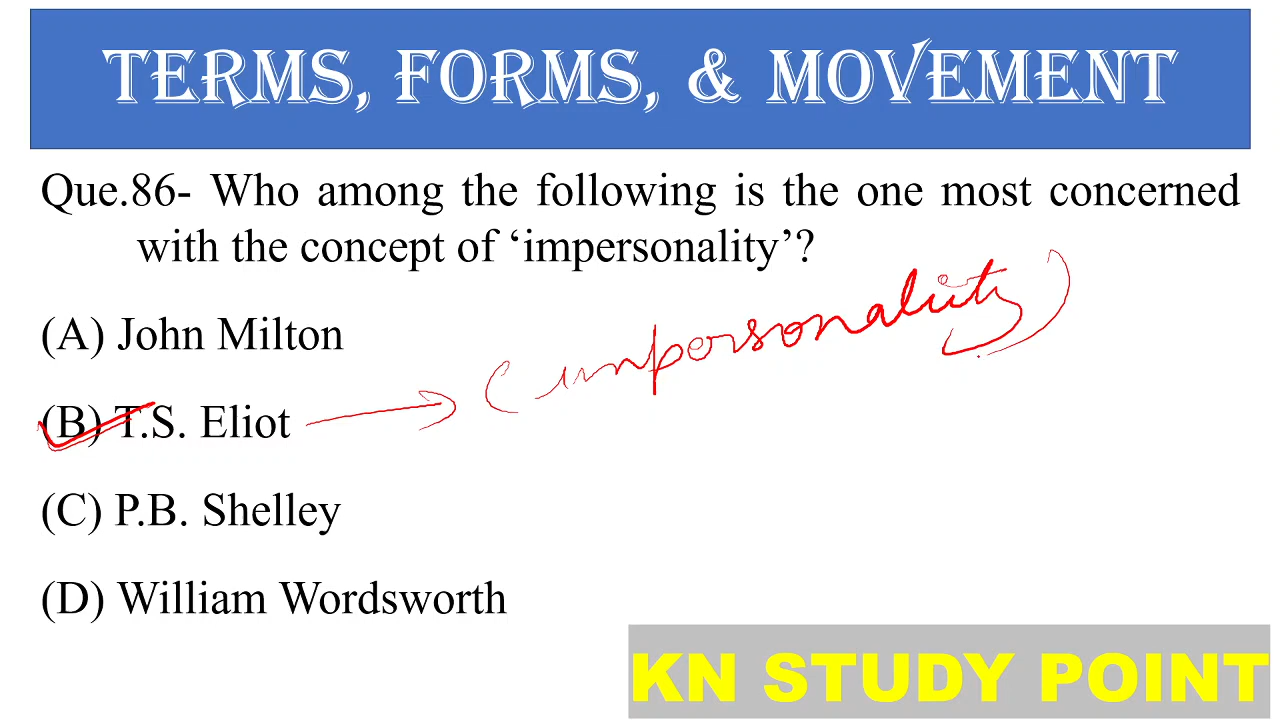 TERMS, FORMS, & MOVEMENT
Que.86- Who among the following is the one most concerned
with the concept of ‘impersonality’?
(A) John Milton
(impersonality)
(B) T.S. Eliot
(C) P.B. Shelley
(D) William Wordsworth
KN STUDY POINT